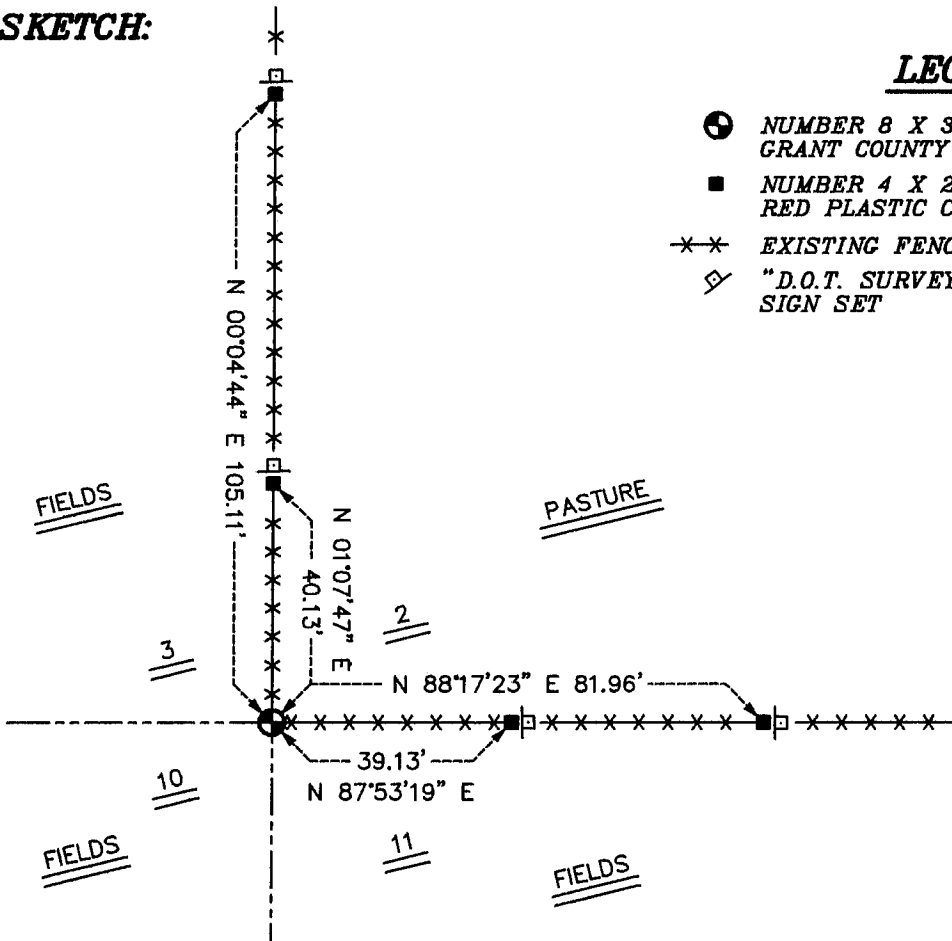 SKETCH:
LEG
NUMBER 8 X 3
GRANT COUNTY
NUMBER 4 X 2
RED PLASTIC C
EXISTING FENC
"D.O.T. SURVEY
SIGN SET
N 00°04'44" E 105.11'
FIELDS
PASTURE
N 01°07'47" E
40.13'
2
3
N 88°17'23" E 81.96'
39.13'
N 87°53'19" E
10
11
FIELDS
FIELDS